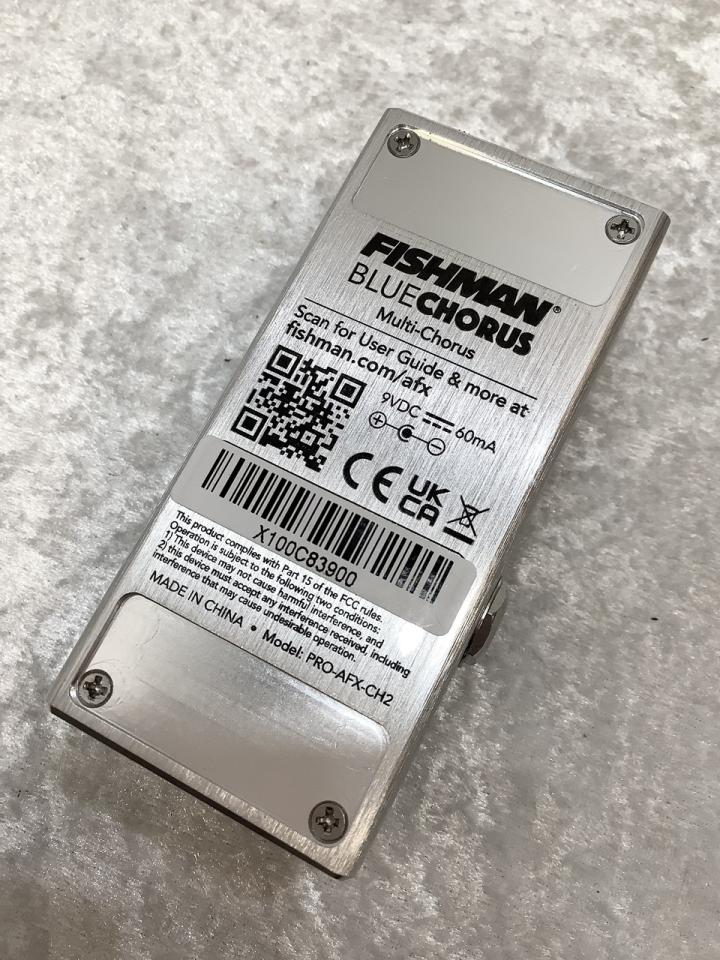 FISHMAN®
BLUECHORUS
Multi-Chorus
Scan for User Guide & more at
fishman.com/afx
9VDC 60mA
CE UK CA
X100C83900
This product complies with Part 15 of the FCC rules.
Operation is subject to the following two conditions:
1) This device may not cause harmful interference, and
2) this device must accept any interference received, including
interference that may cause undesirable operation.
MADE IN CHINA • Model: PRO-AFX-CH2